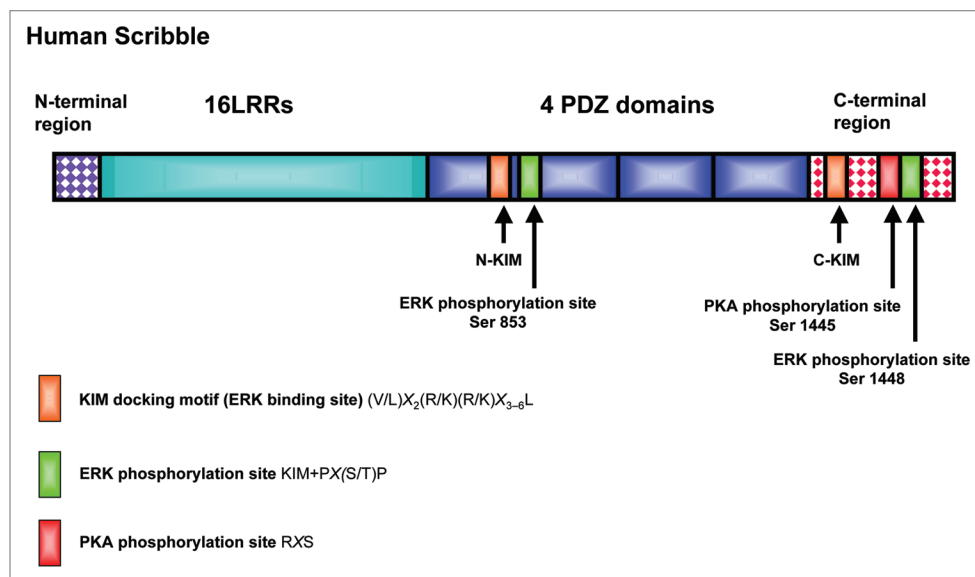 Human Scribble
N-terminal
region
16LRRs
4 PDZ domains
C-terminal
region
N-KIM
C-KIM
ERK phosphorylation site
Ser 853
PKA phosphorylation site
Ser 1445
ERK phosphorylation site
Ser 1448
KIM docking motif (ERK binding site) (V/L)X₂(R/K)(R/K)X₃₋₆L
ERK phosphorylation site KIM+PX(S/T)P
PKA phosphorylation site RXS